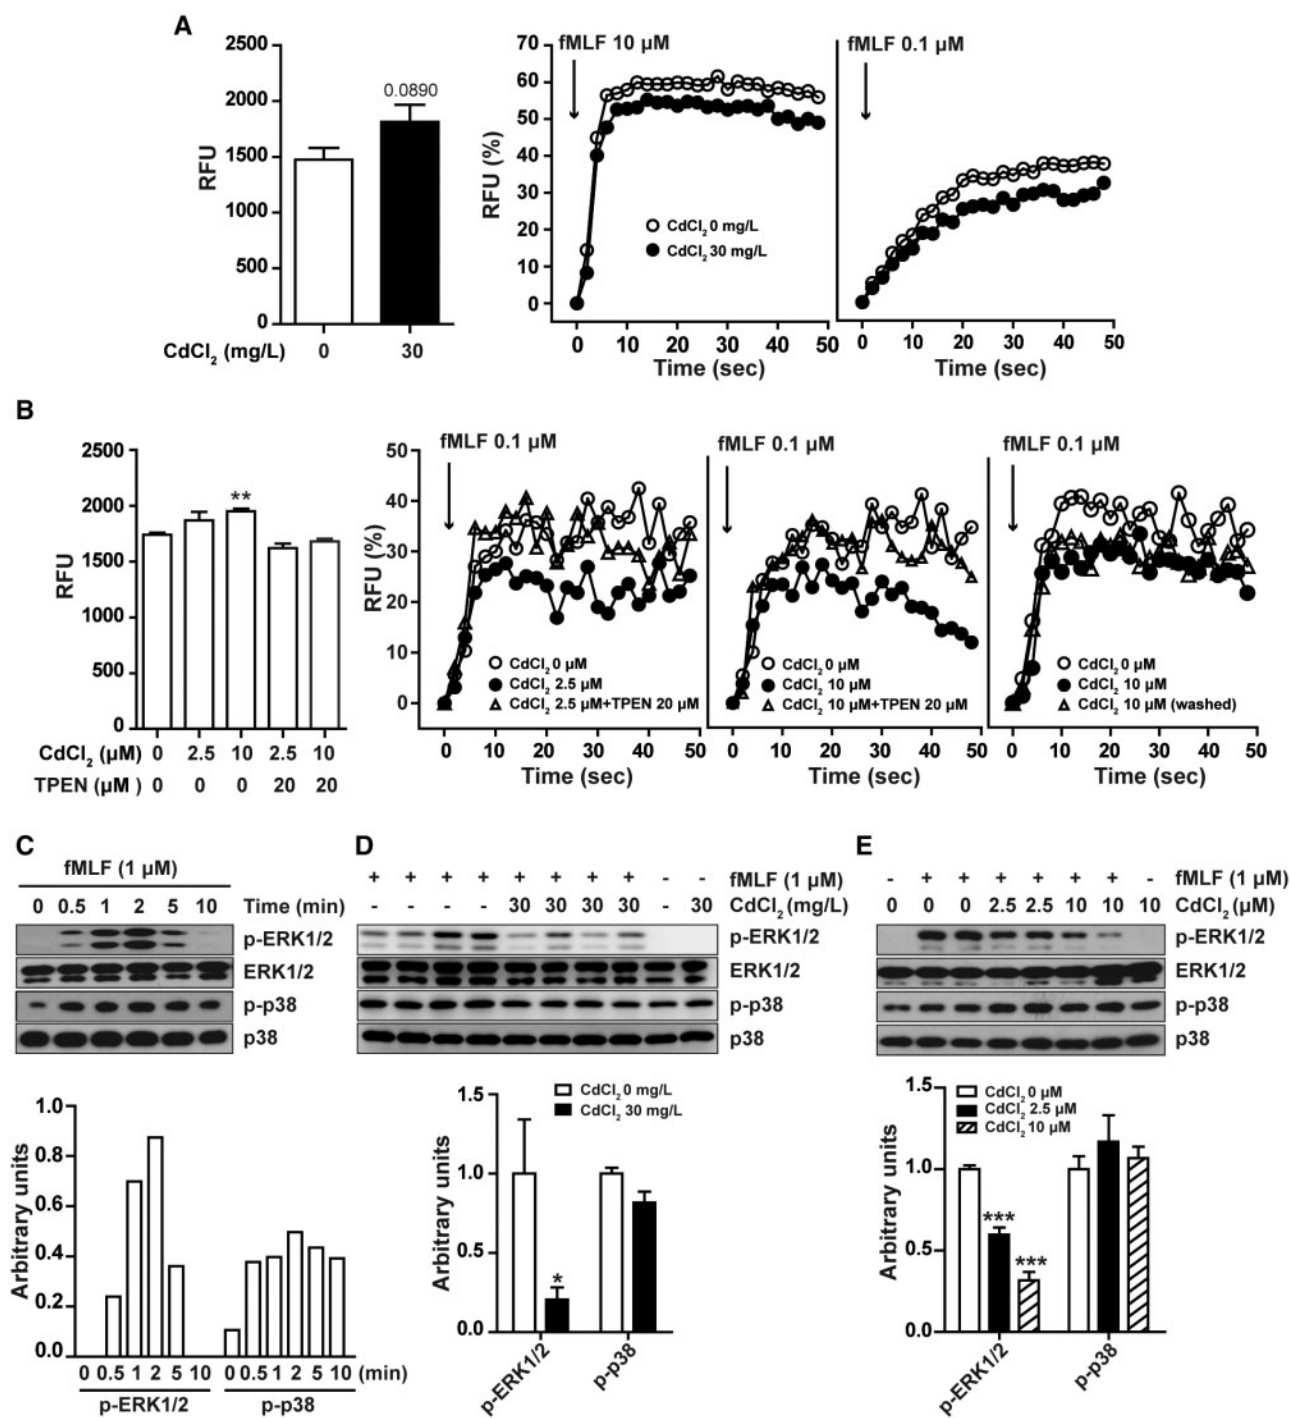 A
2500
2000
1500
1000
500
0
RFU
0.0890
CdCl2 (mg/L)
0 30
fMLF 10 µM
70
60
50
40
30
20
10
0
RFU (%)
CdCl2 0 mg/L
CdCl2 30 mg/L
0 10 20 30 40 50
Time (sec)
fMLF 0.1 µM
0 10 20 30 40 50
Time (sec)
B
2500
2000
1500
1000
500
0
RFU
**
CdCl2 (µM) 0 2.5 10 2.5 10
TPEN (µM ) 0 0 0 20 20
fMLF 0.1 µM
50
40
30
20
10
0
RFU (%)
CdCl2 0 µM
CdCl2 2.5 µM
CdCl2 2.5 µM+TPEN 20 µM
0 10 20 30 40 50
Time (sec)
fMLF 0.1 µM
CdCl2 0 µM
CdCl2 10 µM
CdCl2 10 µM+TPEN 20 µM
0 10 20 30 40 50
Time (sec)
fMLF 0.1 µM
CdCl2 0 µM
CdCl2 10 µM
CdCl2 10 µM (washed)
0 10 20 30 40 50
Time (sec)
C
fMLF (1 µM)
0 0.5 1 2 5 10 Time (min)
p-ERK1/2
ERK1/2
p-p38
p38
1.0
0.8
0.6
0.4
0.2
0.0
Arbitrary units
0 0.5 1 2 5 10 0 0.5 1 2 5 10 (min)
p-ERK1/2 p-p38
D
+ + + + + + + + - - fMLF (1 µM)
- - - - 30 30 30 30 - 30 CdCl2 (mg/L)
p-ERK1/2
ERK1/2
p-p38
p38
CdCl2 0 mg/L
CdCl2 30 mg/L
1.5
1.0
0.5
0.0
Arbitrary units
*
p-ERK1/2
p-p38
E
- + + + + + + - fMLF (1 µM)
0 0 0 2.5 2.5 10 10 10 CdCl2 (µM)
p-ERK1/2
ERK1/2
p-p38
p38
CdCl2 0 µM
CdCl2 2.5 µM
CdCl2 10 µM
1.5
1.0
0.5
0.0
Arbitrary units
***
***
p-ERK1/2
p-p38